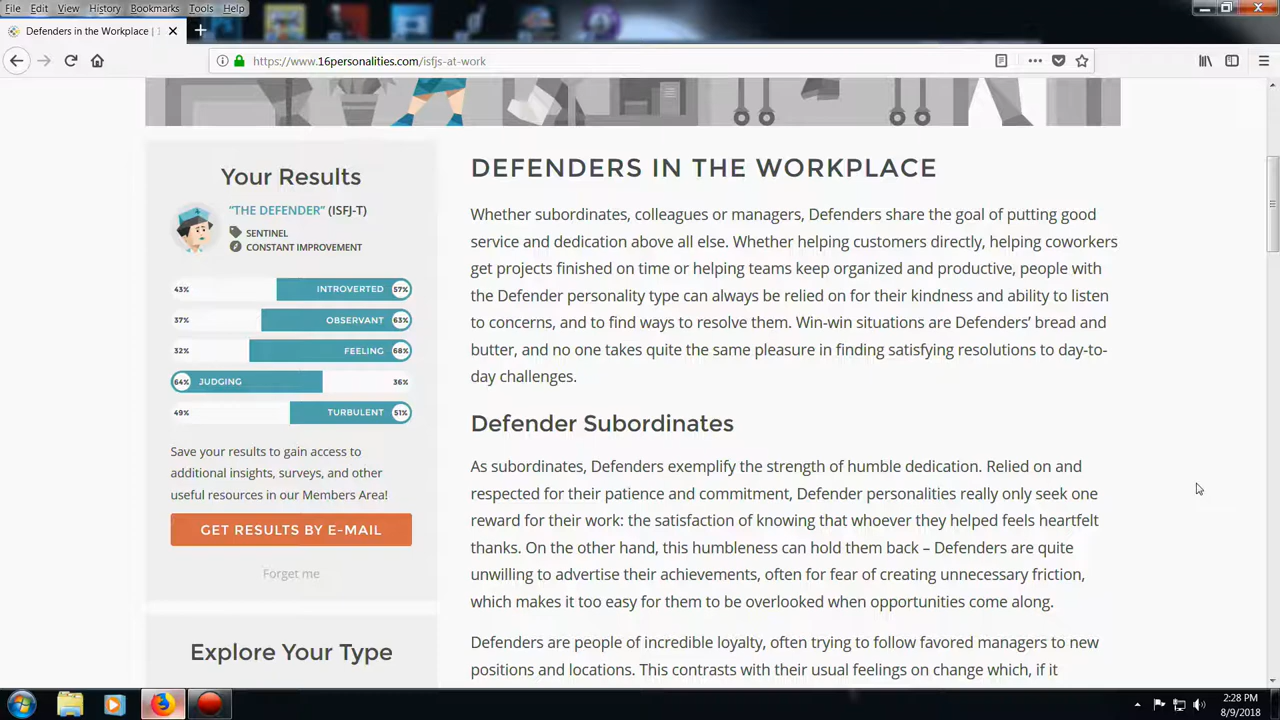 File Edit View History Bookmarks Tools Help
Defenders in the Workplace | 1
https://www.16personalities.com/isfjs-at-work
Your Results
"THE DEFENDER" (ISFJ-T)
SENTINEL
CONSTANT IMPROVEMENT
43% INTROVERTED 57%
37% OBSERVANT 63%
32% FEELING 68%
64% JUDGING 36%
49% TURBULENT 51%
Save your results to gain access to
additional insights, surveys, and other
useful resources in our Members Area!
GET RESULTS BY E-MAIL
Forget me
Explore Your Type
DEFENDERS IN THE WORKPLACE
Whether subordinates, colleagues or managers, Defenders share the goal of putting good
service and dedication above all else. Whether helping customers directly, helping coworkers
get projects finished on time or helping teams keep organized and productive, people with
the Defender personality type can always be relied on for their kindness and ability to listen
to concerns, and to find ways to resolve them. Win-win situations are Defenders' bread and
butter, and no one takes quite the same pleasure in finding satisfying resolutions to day-to-
day challenges.
Defender Subordinates
As subordinates, Defenders exemplify the strength of humble dedication. Relied on and
respected for their patience and commitment, Defender personalities really only seek one
reward for their work: the satisfaction of knowing that whoever they helped feels heartfelt
thanks. On the other hand, this humbleness can hold them back – Defenders are quite
unwilling to advertise their achievements, often for fear of creating unnecessary friction,
which makes it too easy for them to be overlooked when opportunities come along.
Defenders are people of incredible loyalty, often trying to follow favored managers to new
positions and locations. This contrasts with their usual feelings on change which, if it
2:28 PM
8/9/2018